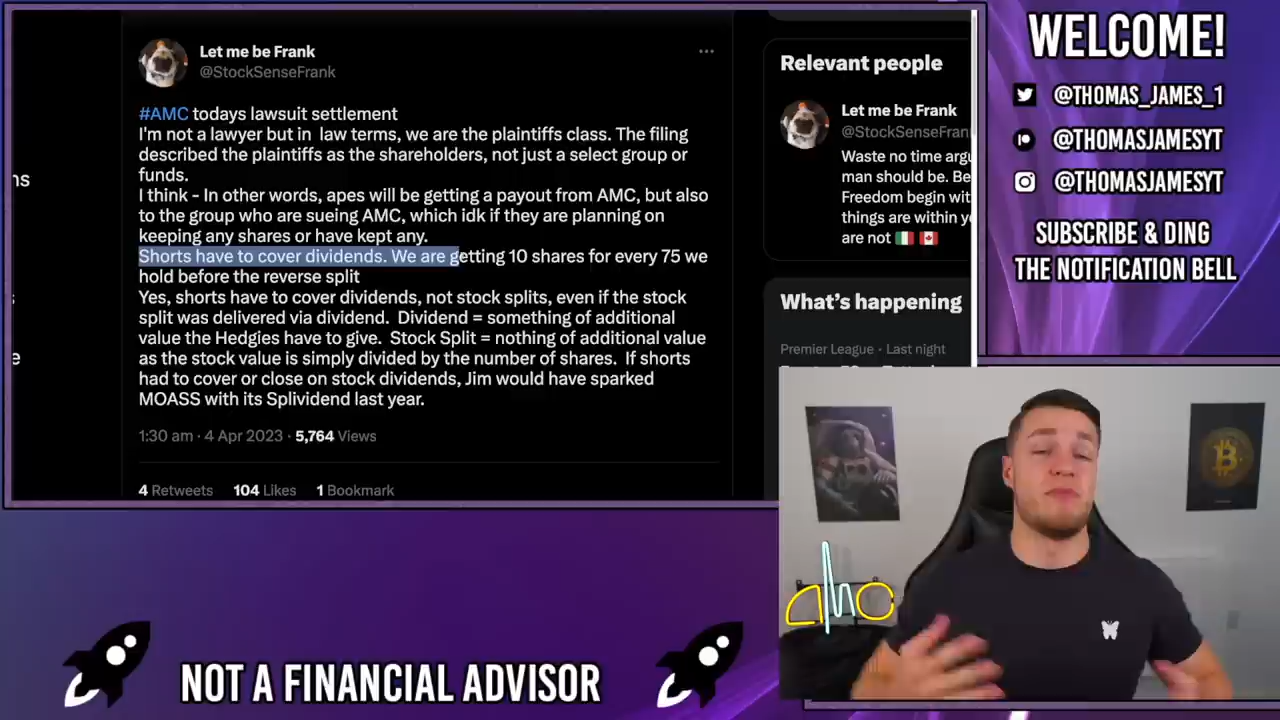 Let me be Frank
@StockSenseFrank
#AMC todays lawsuit settlement
I'm not a lawyer but in law terms, we are the plaintiffs class. The filing
described the plaintiffs as the shareholders, not just a select group or
funds.
I think - In other words, apes will be getting a payout from AMC, but also
to the group who are sueing AMC, which idk if they are planning on
keeping any shares or have kept any.
Shorts have to cover dividends. We are getting 10 shares for every 75 we
hold before the reverse split
Yes, shorts have to cover dividends, not stock splits, even if the stock
split was delivered via dividend. Dividend = something of additional
value the Hedgies have to give. Stock Split = nothing of additional value
as the stock value is simply divided by the number of shares. If shorts
had to cover or close on stock dividends, Jim would have sparked
MOASS with its Splividend last year.
1:30 am · 4 Apr 2023 · 5,764 Views
4 Retweets 104 Likes 1 Bookmark
Relevant people
Let me be Frank
@StockSenseFran
Waste no time argu
man should be. Be
Freedom begin with
things are within yo
are not
What's happening
Premier League · Last night
WELCOME!
@THOMAS_JAMES_1
@THOMASJAMESYT
@THOMASJAMESYT
SUBSCRIBE & DING
THE NOTIFICATION BELL
amc
NOT A FINANCIAL ADVISOR